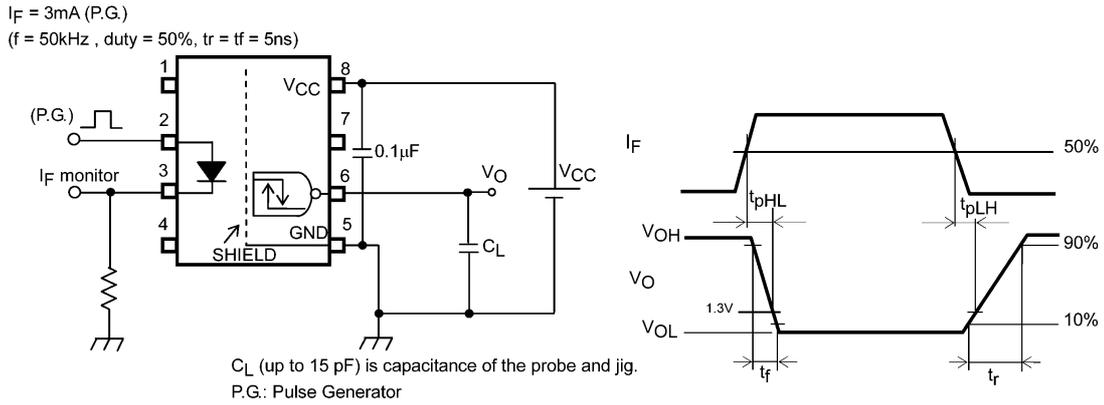 IF = 3mA (P.G.)
(f = 50kHz , duty = 50%, tr = tf = 5ns)
1
8
VCC
(P.G.)
2
7
0.1μF
IF monitor
3
6
VO
VCC
4
GND
5
SHIELD
CL
CL (up to 15 pF) is capacitance of the probe and jig.
P.G.: Pulse Generator
IF
50%
tpHL
tpLH
VOH
90%
VO
1.3V
VOL
10%
tf
tr